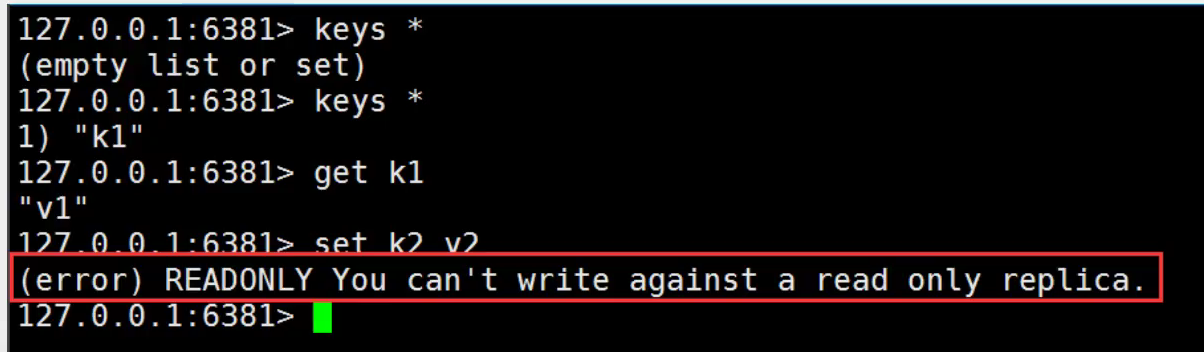 127.0.0.1:6381> keys *
(empty list or set)
127.0.0.1:6381> keys *
1) "k1"
127.0.0.1:6381> get k1
"v1"
127.0.0.1:6381> set k2 v2
(error) READONLY You can't write against a read only replica.
127.0.0.1:6381>